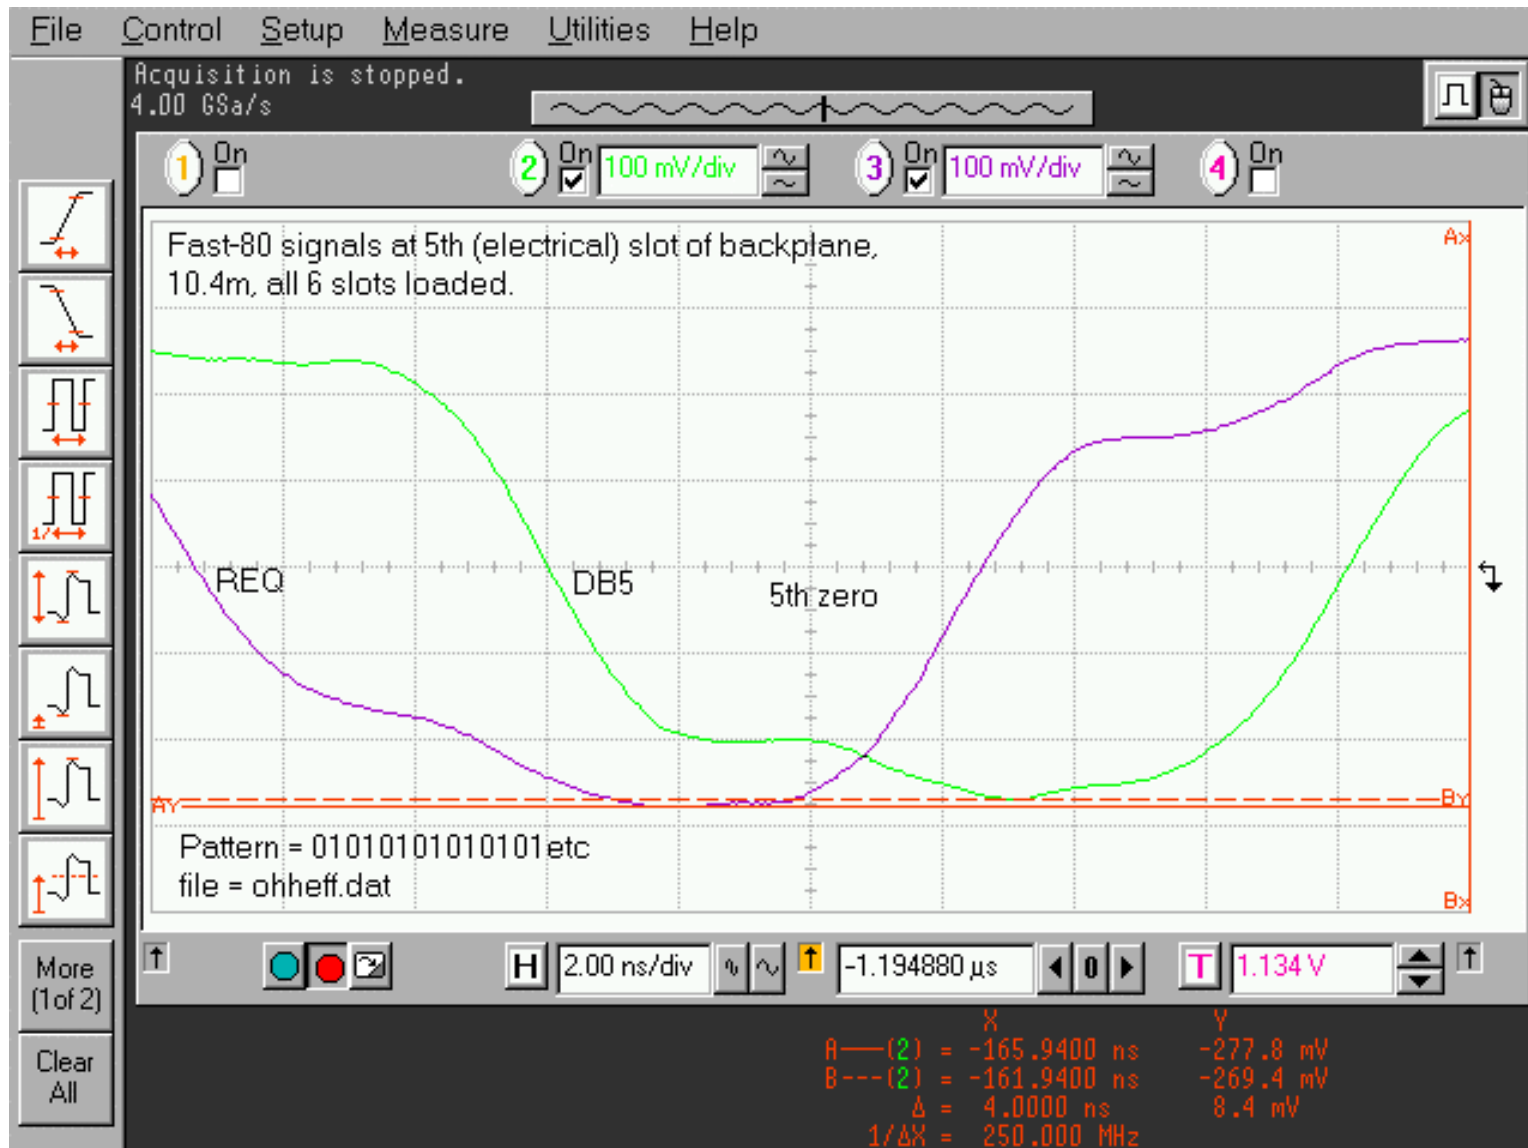 File Control Setup Measure Utilities Help
Acquisition is stopped.
4.00 GSa/s
1 On 2 On 100 mV/div 3 On 100 mV/div 4 On
Ax
Fast-80 signals at 5th (electrical) slot of backplane,
10.4m, all 6 slots loaded.
1/
REQ DB5 5th zero
AY By
Pattern = 01010101010101etc
file = ohheff.dat
Bx
More
(1of 2)
H 2.00 ns/div -1.194880 µs 0 T 1.134 V
Clear
All
X Y
A——(2) = -165.9400 ns -277.8 mV
B---(2) = -161.9400 ns -269.4 mV
Δ = 4.0000 ns 8.4 mV
1/ΔX = 250.000 MHz